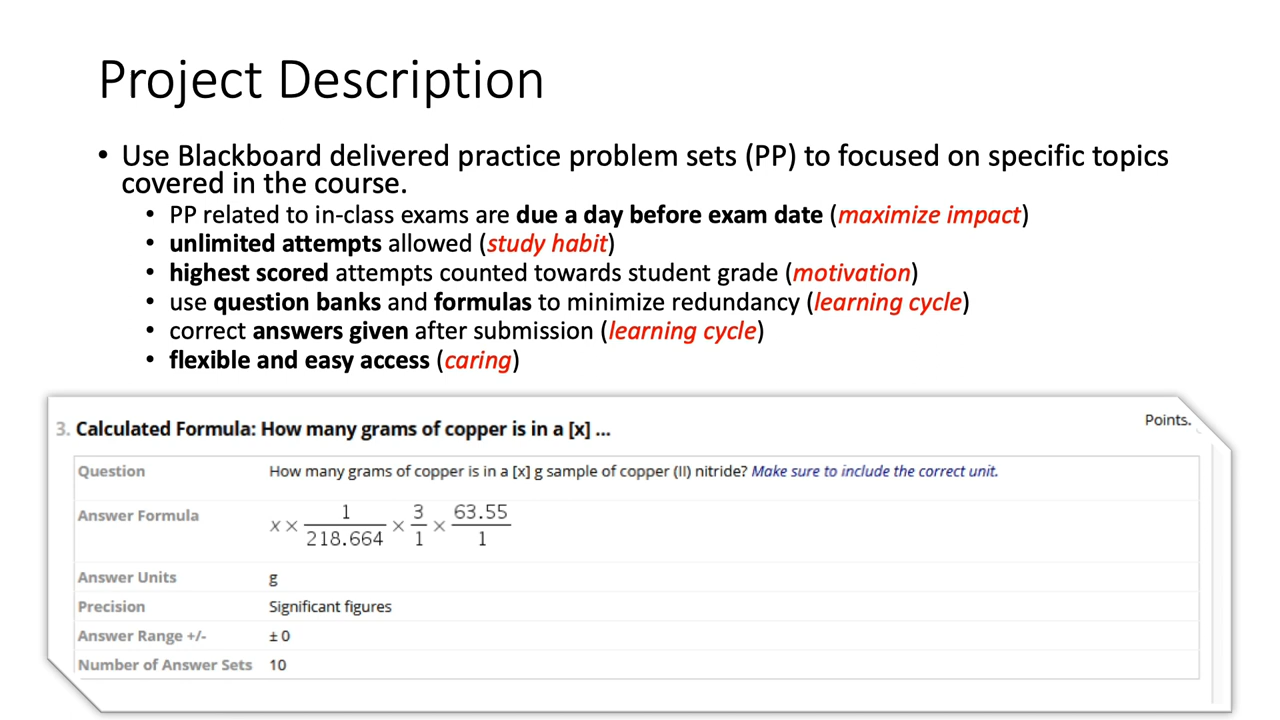 Project Description
• Use Blackboard delivered practice problem sets (PP) to focused on specific topics
covered in the course.
• PP related to in-class exams are due a day before exam date (maximize impact)
• unlimited attempts allowed (study habit)
• highest scored attempts counted towards student grade (motivation)
• use question banks and formulas to minimize redundancy (learning cycle)
• correct answers given after submission (learning cycle)
• flexible and easy access (caring)
3. Calculated Formula: How many grams of copper is in a [x] ...
Points.
Question How many grams of copper is in a [x] g sample of copper (II) nitride? Make sure to include the correct unit.
Answer Formula x × 1/218.664 × 3/1 × 63.55/1
Answer Units g
Precision Significant figures
Answer Range +/- ± 0
Number of Answer Sets 10